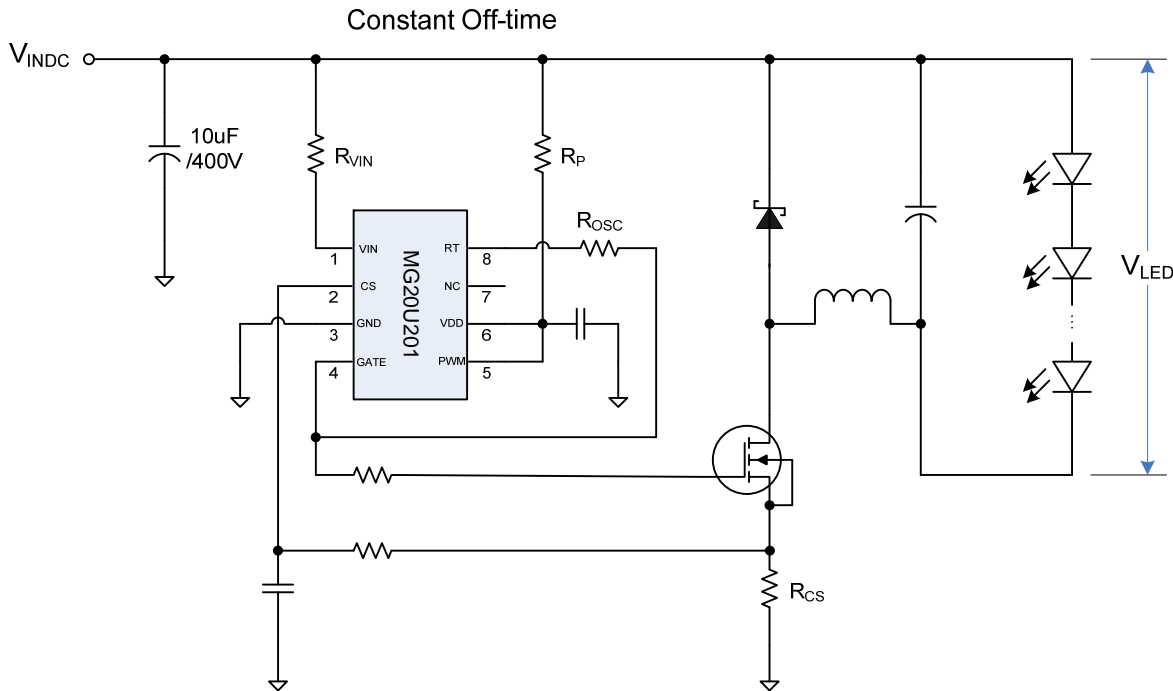 Constant Off-time
VINDC
10uF
/400V
RVIN
RP
ROSC
MG20U201
VIN
1
CS
2
GND
3
GATE
4
RT
8
NC
7
VDD
6
PWM
5
VLED
RCS